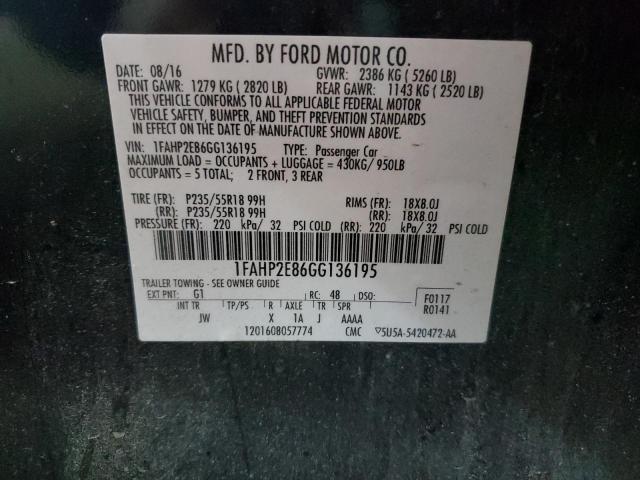 MFD. BY FORD MOTOR CO.
DATE: 08/16 GVWR: 2386 KG ( 5260 LB)
FRONT GAWR: 1279 KG ( 2820 LB) REAR GAWR: 1143 KG ( 2520 LB)
THIS VEHICLE CONFORMS TO ALL APPLICABLE FEDERAL MOTOR
VEHICLE SAFETY, BUMPER, AND THEFT PREVENTION STANDARDS
IN EFFECT ON THE DATE OF MANUFACTURE SHOWN ABOVE.
VIN: 1FAHP2E86GG136195 TYPE: Passenger Car
MAXIMUM LOAD = OCCUPANTS + LUGGAGE = 430KG/ 950LB
OCCUPANTS = 5 TOTAL; 2 FRONT, 3 REAR
TIRE (FR): P235/55R18 99H RIMS (FR): 18X8.0J
(RR): P235/55R18 99H (RR): 18X8.0J
PRESSURE (FR): 220 kPa/ 32 PSI COLD (RR): 220 kPa/ 32 PSI COLD
1FAHP2E86GG136195
TRAILER TOWING - SEE OWNER GUIDE
EXT PNT: G1 RC: 48 DSO: F0117
INT TR TP/PS R AXLE TR SPR R0141
JW X 1A J AAAA
1201608057774 CMC ▽5U5A-5420472-AA